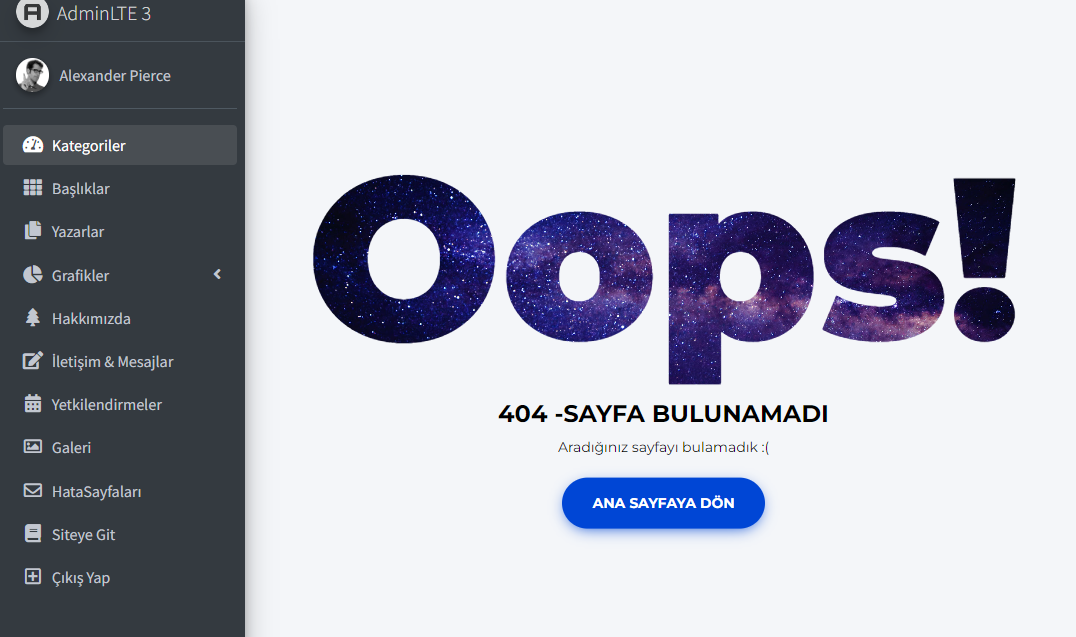 AdminLTE 3
Alexander Pierce
Kategoriler
Başlıklar
Yazarlar
Grafikler
Hakkımızda
İletişim & Mesajlar
Yetkilendirmeler
Galeri
HataSayfaları
Siteye Git
Çıkış Yap
Oops!
404 -SAYFA BULUNAMADI
Aradığınız sayfayı bulamadık :(
ANA SAYFAYA DÖN